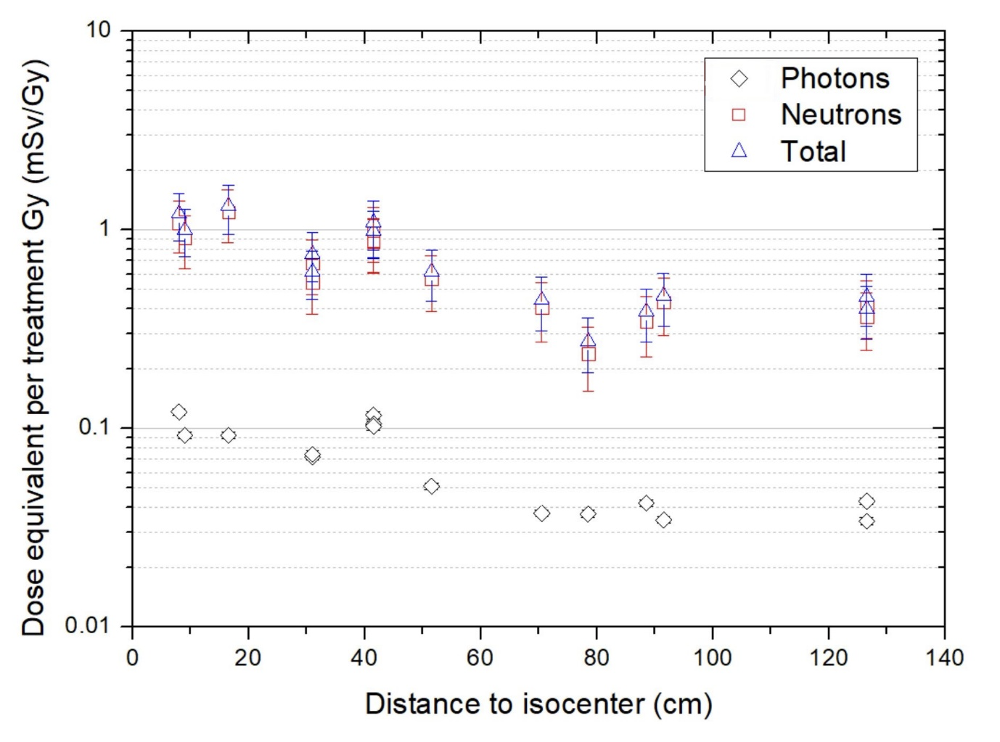 Dose equivalent per treatment Gy (mSv/Gy)
10
1
0.1
0.01
Photons
Neutrons
Total
0 20 40 60 80 100 120 140
Distance to isocenter (cm)